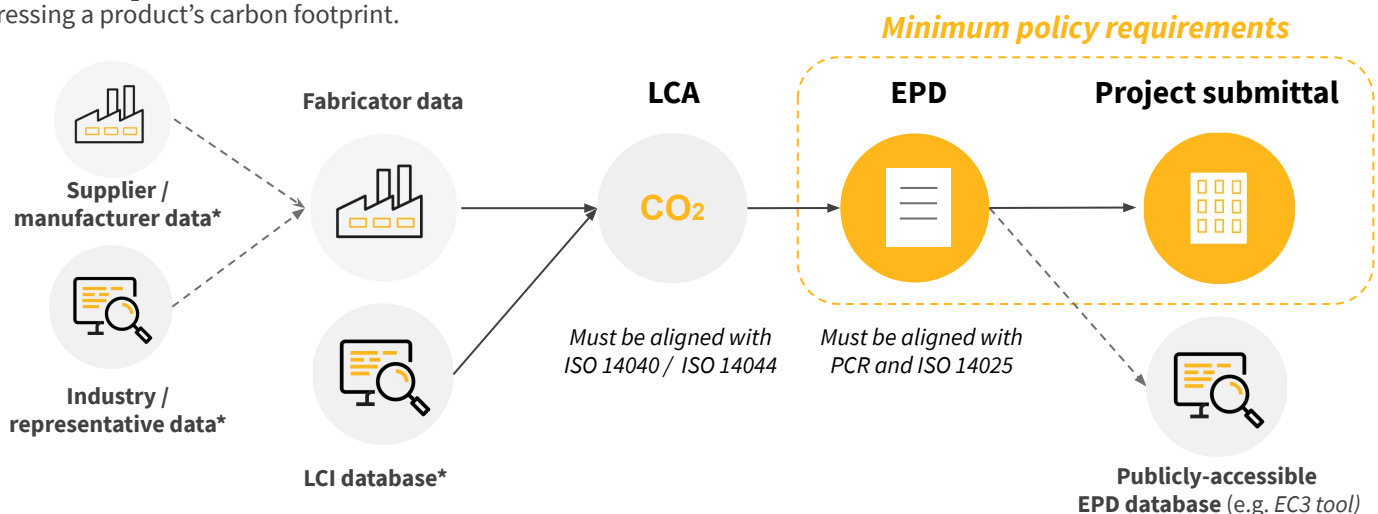 ressing a product's carbon footprint.
Minimum policy requirements
Fabricator data
LCA
EPD
Project submittal
Supplier /
manufacturer data*
CO2
Must be aligned with
ISO 14040 / ISO 14044
Must be aligned with
PCR and ISO 14025
Industry /
representative data*
LCI database*
Publicly-accessible
EPD database (e.g. EC3 tool)